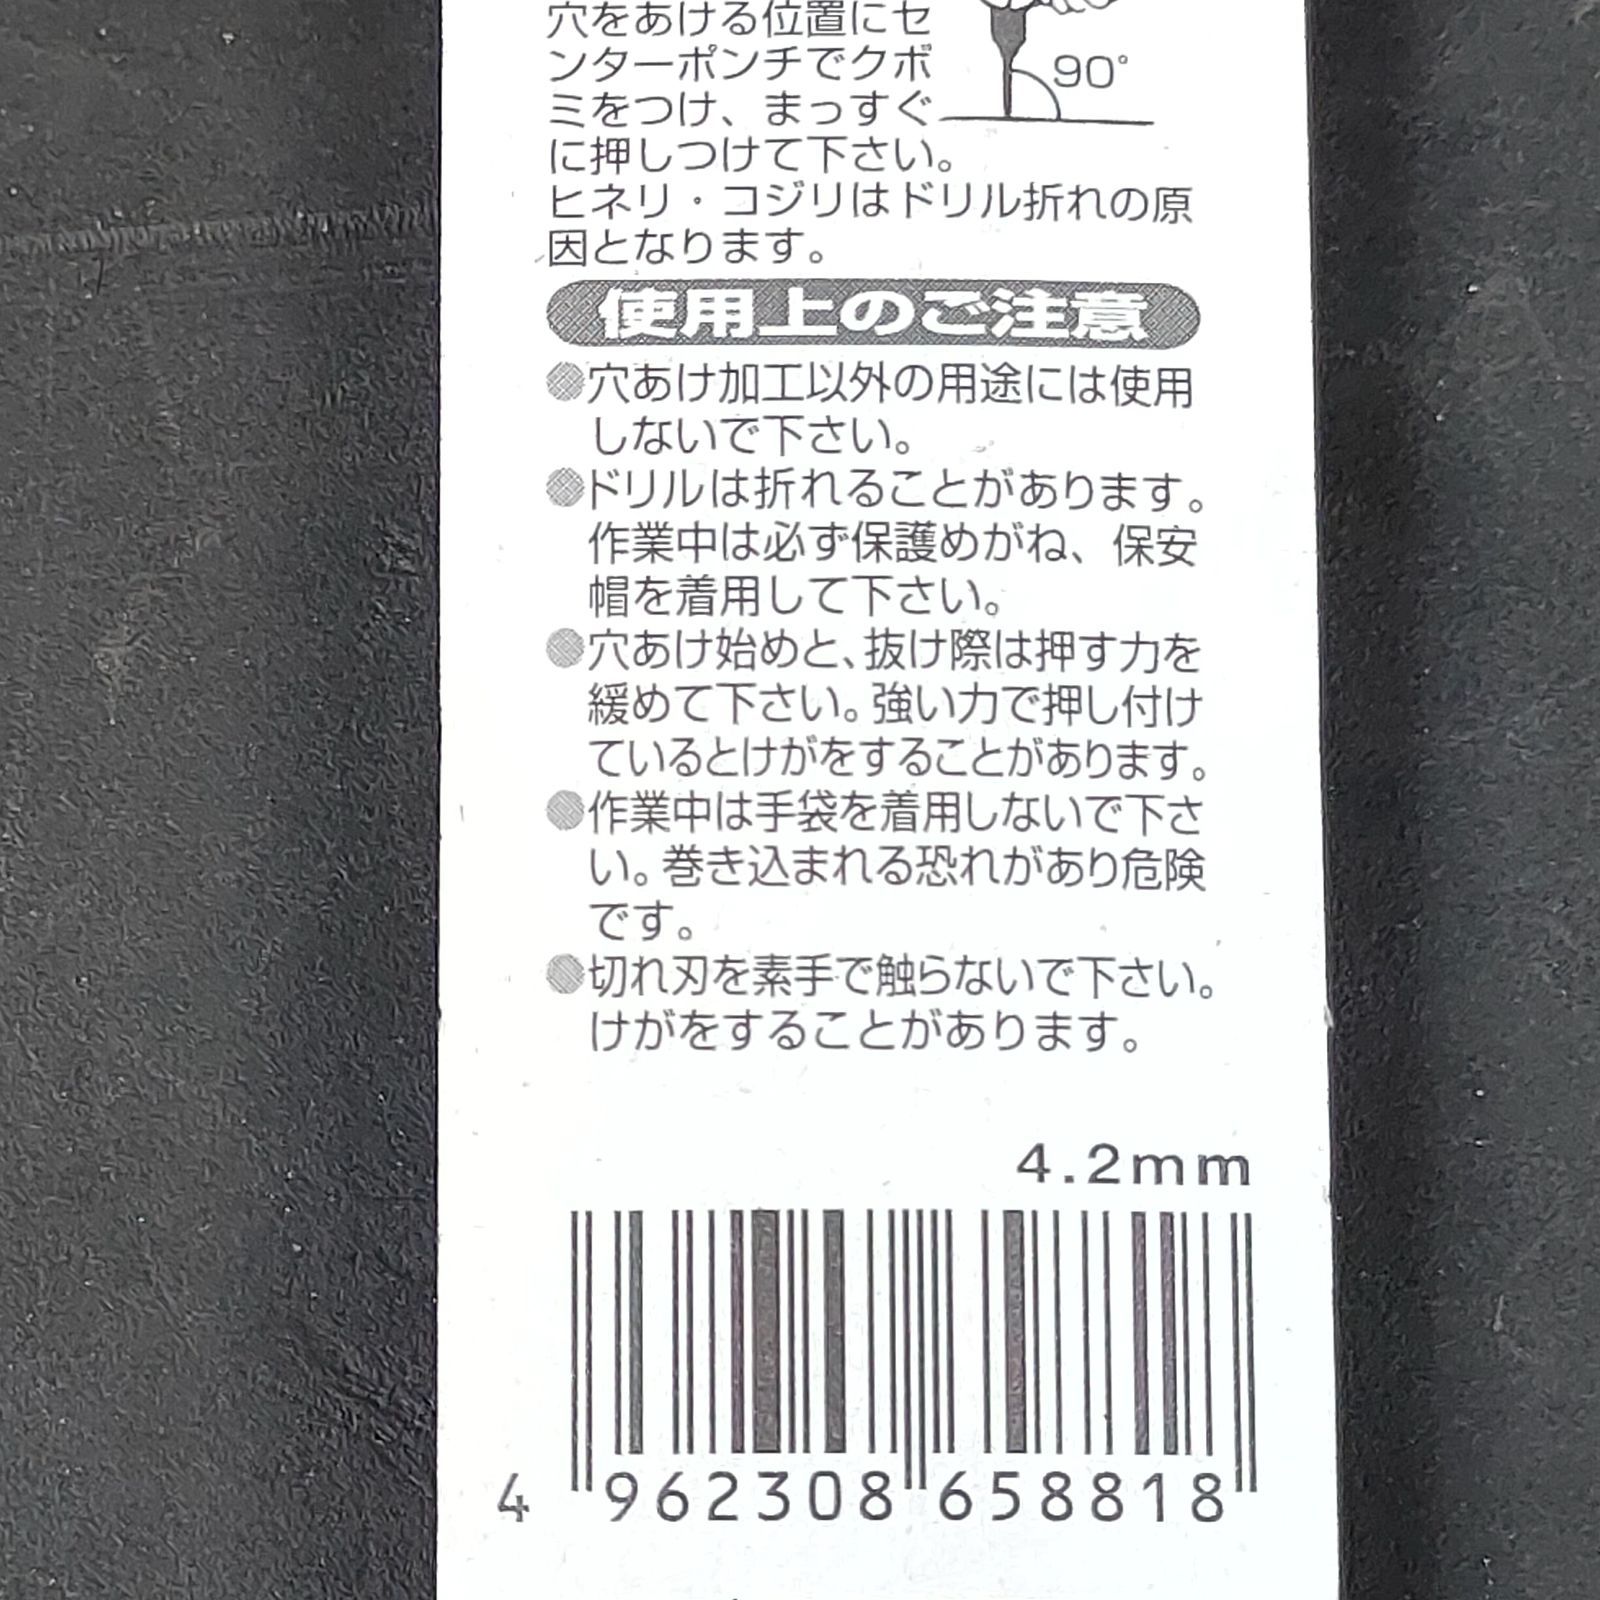 穴をあける位置にセ
ンターポンチでクボ
ミをつけ、まっすぐ
に押しつけて下さい。
90°
ヒネリ・コジリはドリル折れの原
因となります。
使用上のご注意
●穴あけ加工以外の用途には使用
しないで下さい。
●ドリルは折れることがあります。
作業中は必ず保護めがね、保安
帽を着用して下さい。
●穴あけ始めと、抜け際は押す力を
緩めて下さい。強い力で押し付け
ているとけがをすることがあります。
●作業中は手袋を着用しないで下さ
い。巻き込まれる恐れがあり危険
です。
●切れ刃を素手で触らないで下さい。
けがをすることがあります。
4.2mm
4 962308 658818